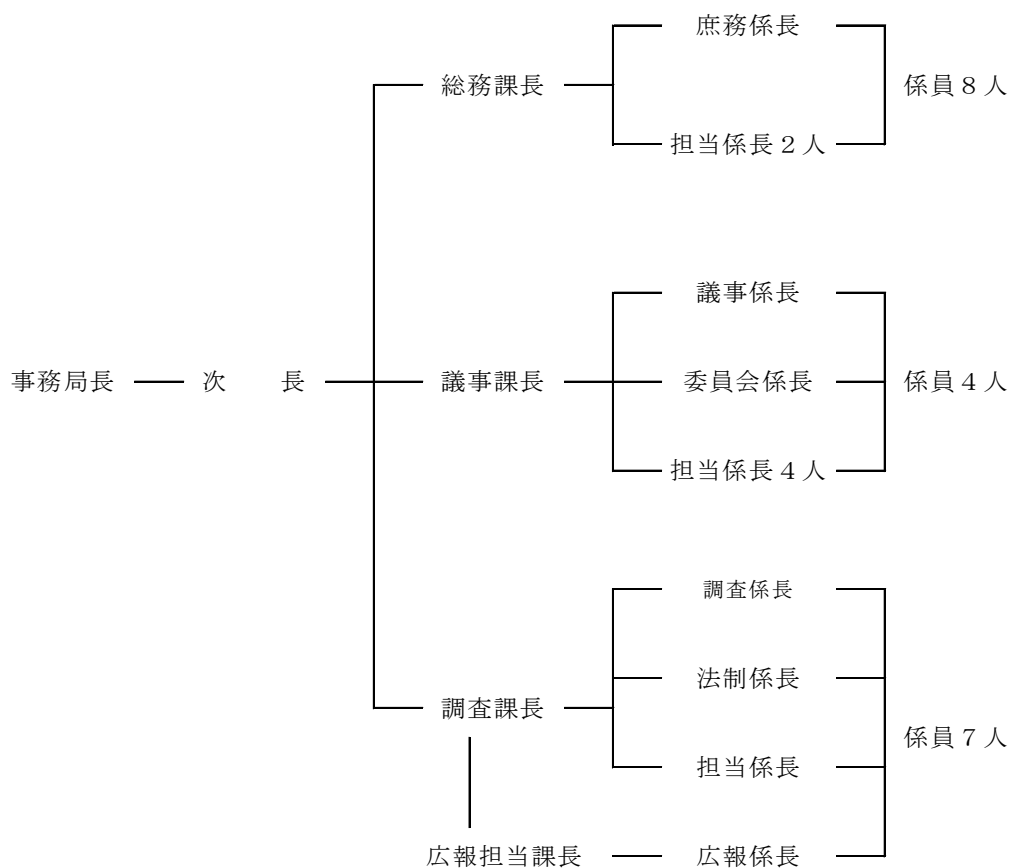 庶務係長
総務課長
係員８人
担当係長２人
議事係長
事務局長
次　　長
議事課長
委員会係長
係員４人
担当係長４人
調査係長
法制係長
調査課長
係員７人
担当係長
広報担当課長
広報係長